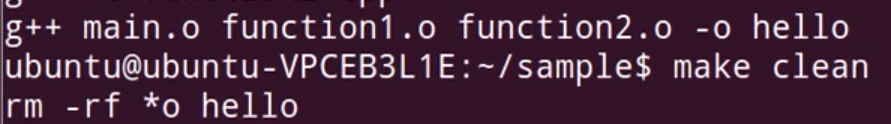 g++ main.o function1.o function2.o -o hello
ubuntu@ubuntu-VPCEB3L1E:~/sample$ make clean
rm -rf *o hello